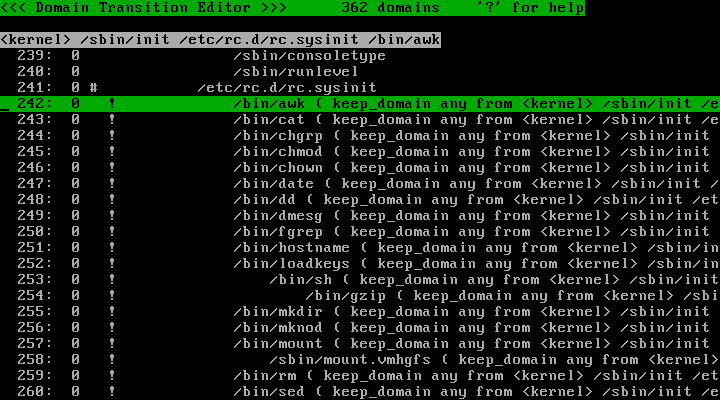 <<< Domain Transition Editor >>>      362 domains    '?' for help
<kernel> /sbin/init /etc/rc.d/rc.sysinit /bin/awk
239:  0                 /sbin/consoletype
240:  0                 /sbin/runlevel
241:  0 #           /etc/rc.d/rc.sysinit
_ 242:  0   !             /bin/awk ( keep_domain any from <kernel> /sbin/init /e
243:  0   !             /bin/cat ( keep_domain any from <kernel> /sbin/init /e
244:  0   !             /bin/chgrp ( keep_domain any from <kernel> /sbin/init
245:  0   !             /bin/chmod ( keep_domain any from <kernel> /sbin/init
246:  0   !             /bin/chown ( keep_domain any from <kernel> /sbin/init
247:  0   !             /bin/date ( keep_domain any from <kernel> /sbin/init /
248:  0   !             /bin/dd ( keep_domain any from <kernel> /sbin/init /et
249:  0   !             /bin/dmesg ( keep_domain any from <kernel> /sbin/init
250:  0   !             /bin/fgrep ( keep_domain any from <kernel> /sbin/init
251:  0   !             /bin/hostname ( keep_domain any from <kernel> /sbin/in
252:  0   !             /bin/loadkeys ( keep_domain any from <kernel> /sbin/in
253:  0   !                 /bin/sh ( keep_domain any from <kernel> /sbin/init
254:  0   !                     /bin/gzip ( keep_domain any from <kernel> /sbi
255:  0   !             /bin/mkdir ( keep_domain any from <kernel> /sbin/init
256:  0   !             /bin/mknod ( keep_domain any from <kernel> /sbin/init
257:  0   !             /bin/mount ( keep_domain any from <kernel> /sbin/init
258:  0   !                 /sbin/mount.vmhgfs ( keep_domain any from <kernel>
259:  0   !             /bin/rm ( keep_domain any from <kernel> /sbin/init /et
260:  0   !             /bin/sed ( keep_domain any from <kernel> /sbin/init /e